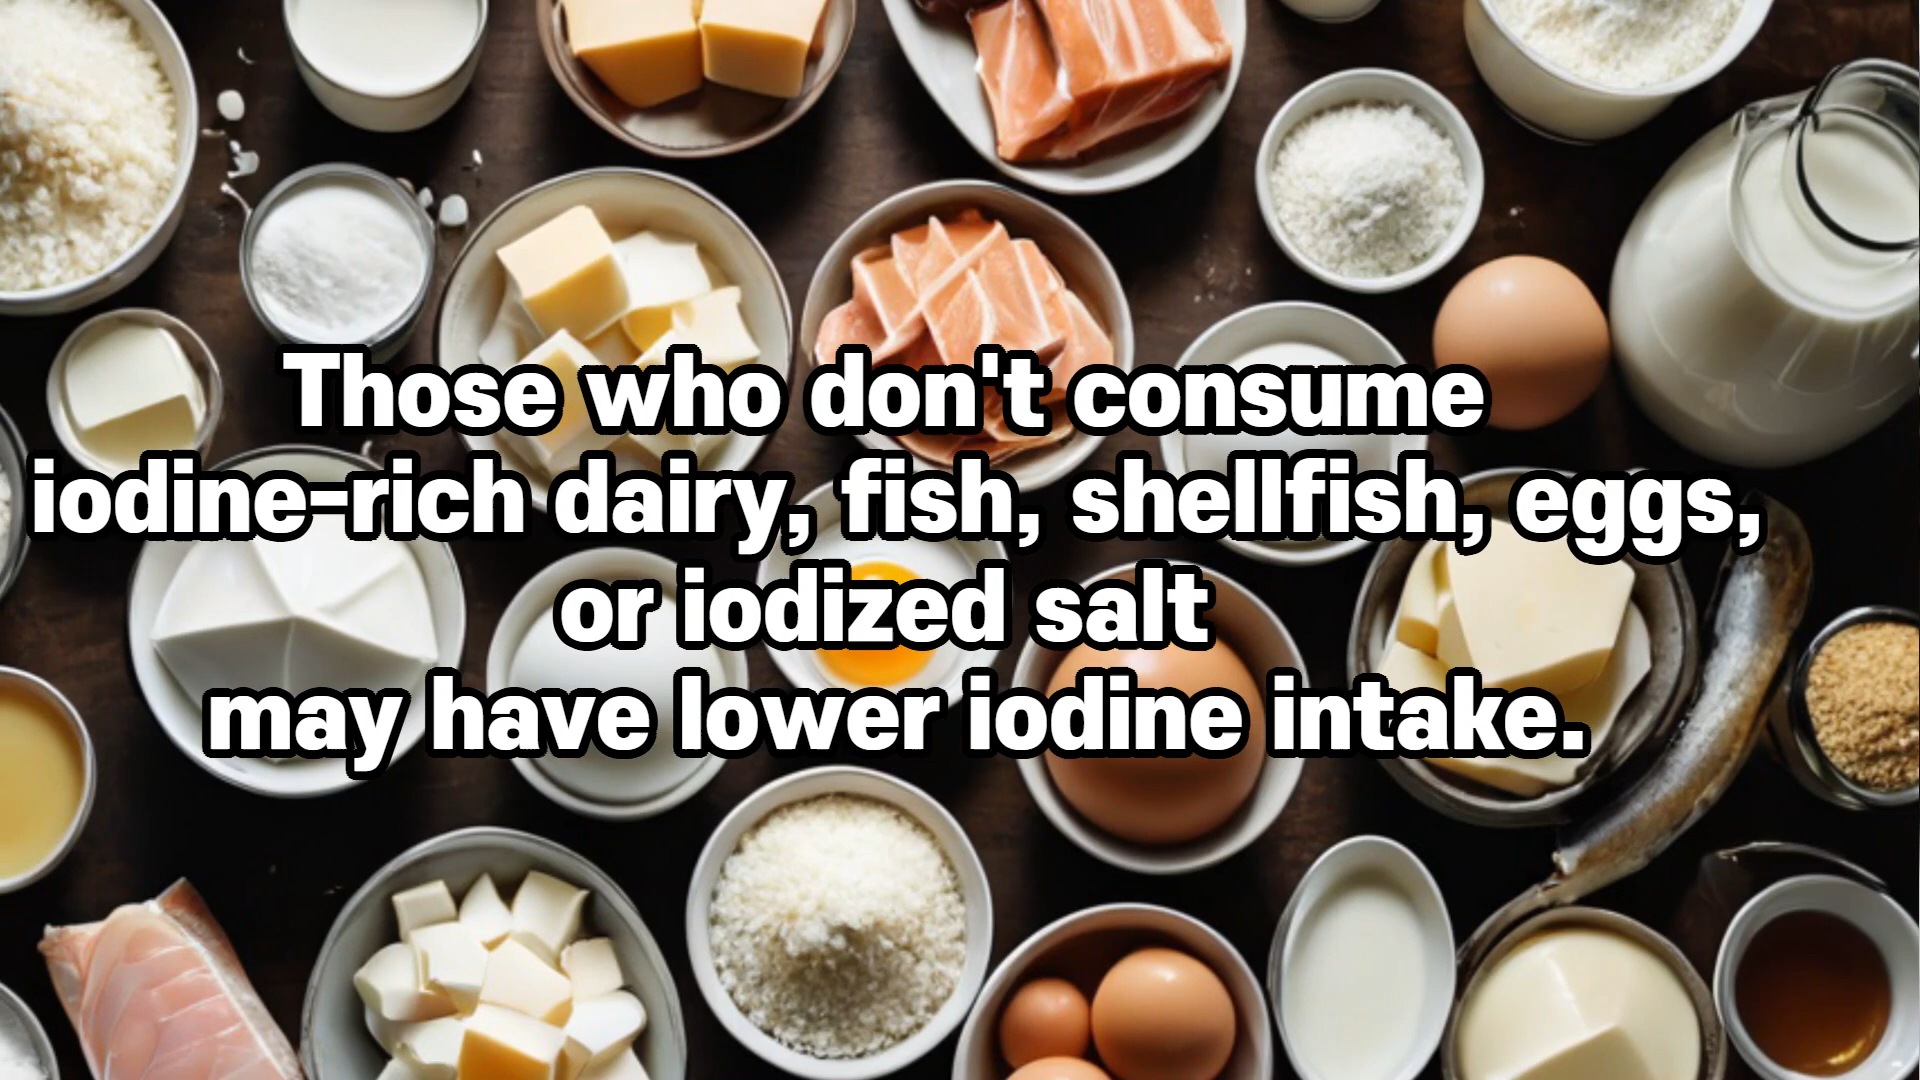 Those who don't consume
iodine-rich dairy, fish, shellfish, eggs,
or iodized salt
may have lower iodine intake.